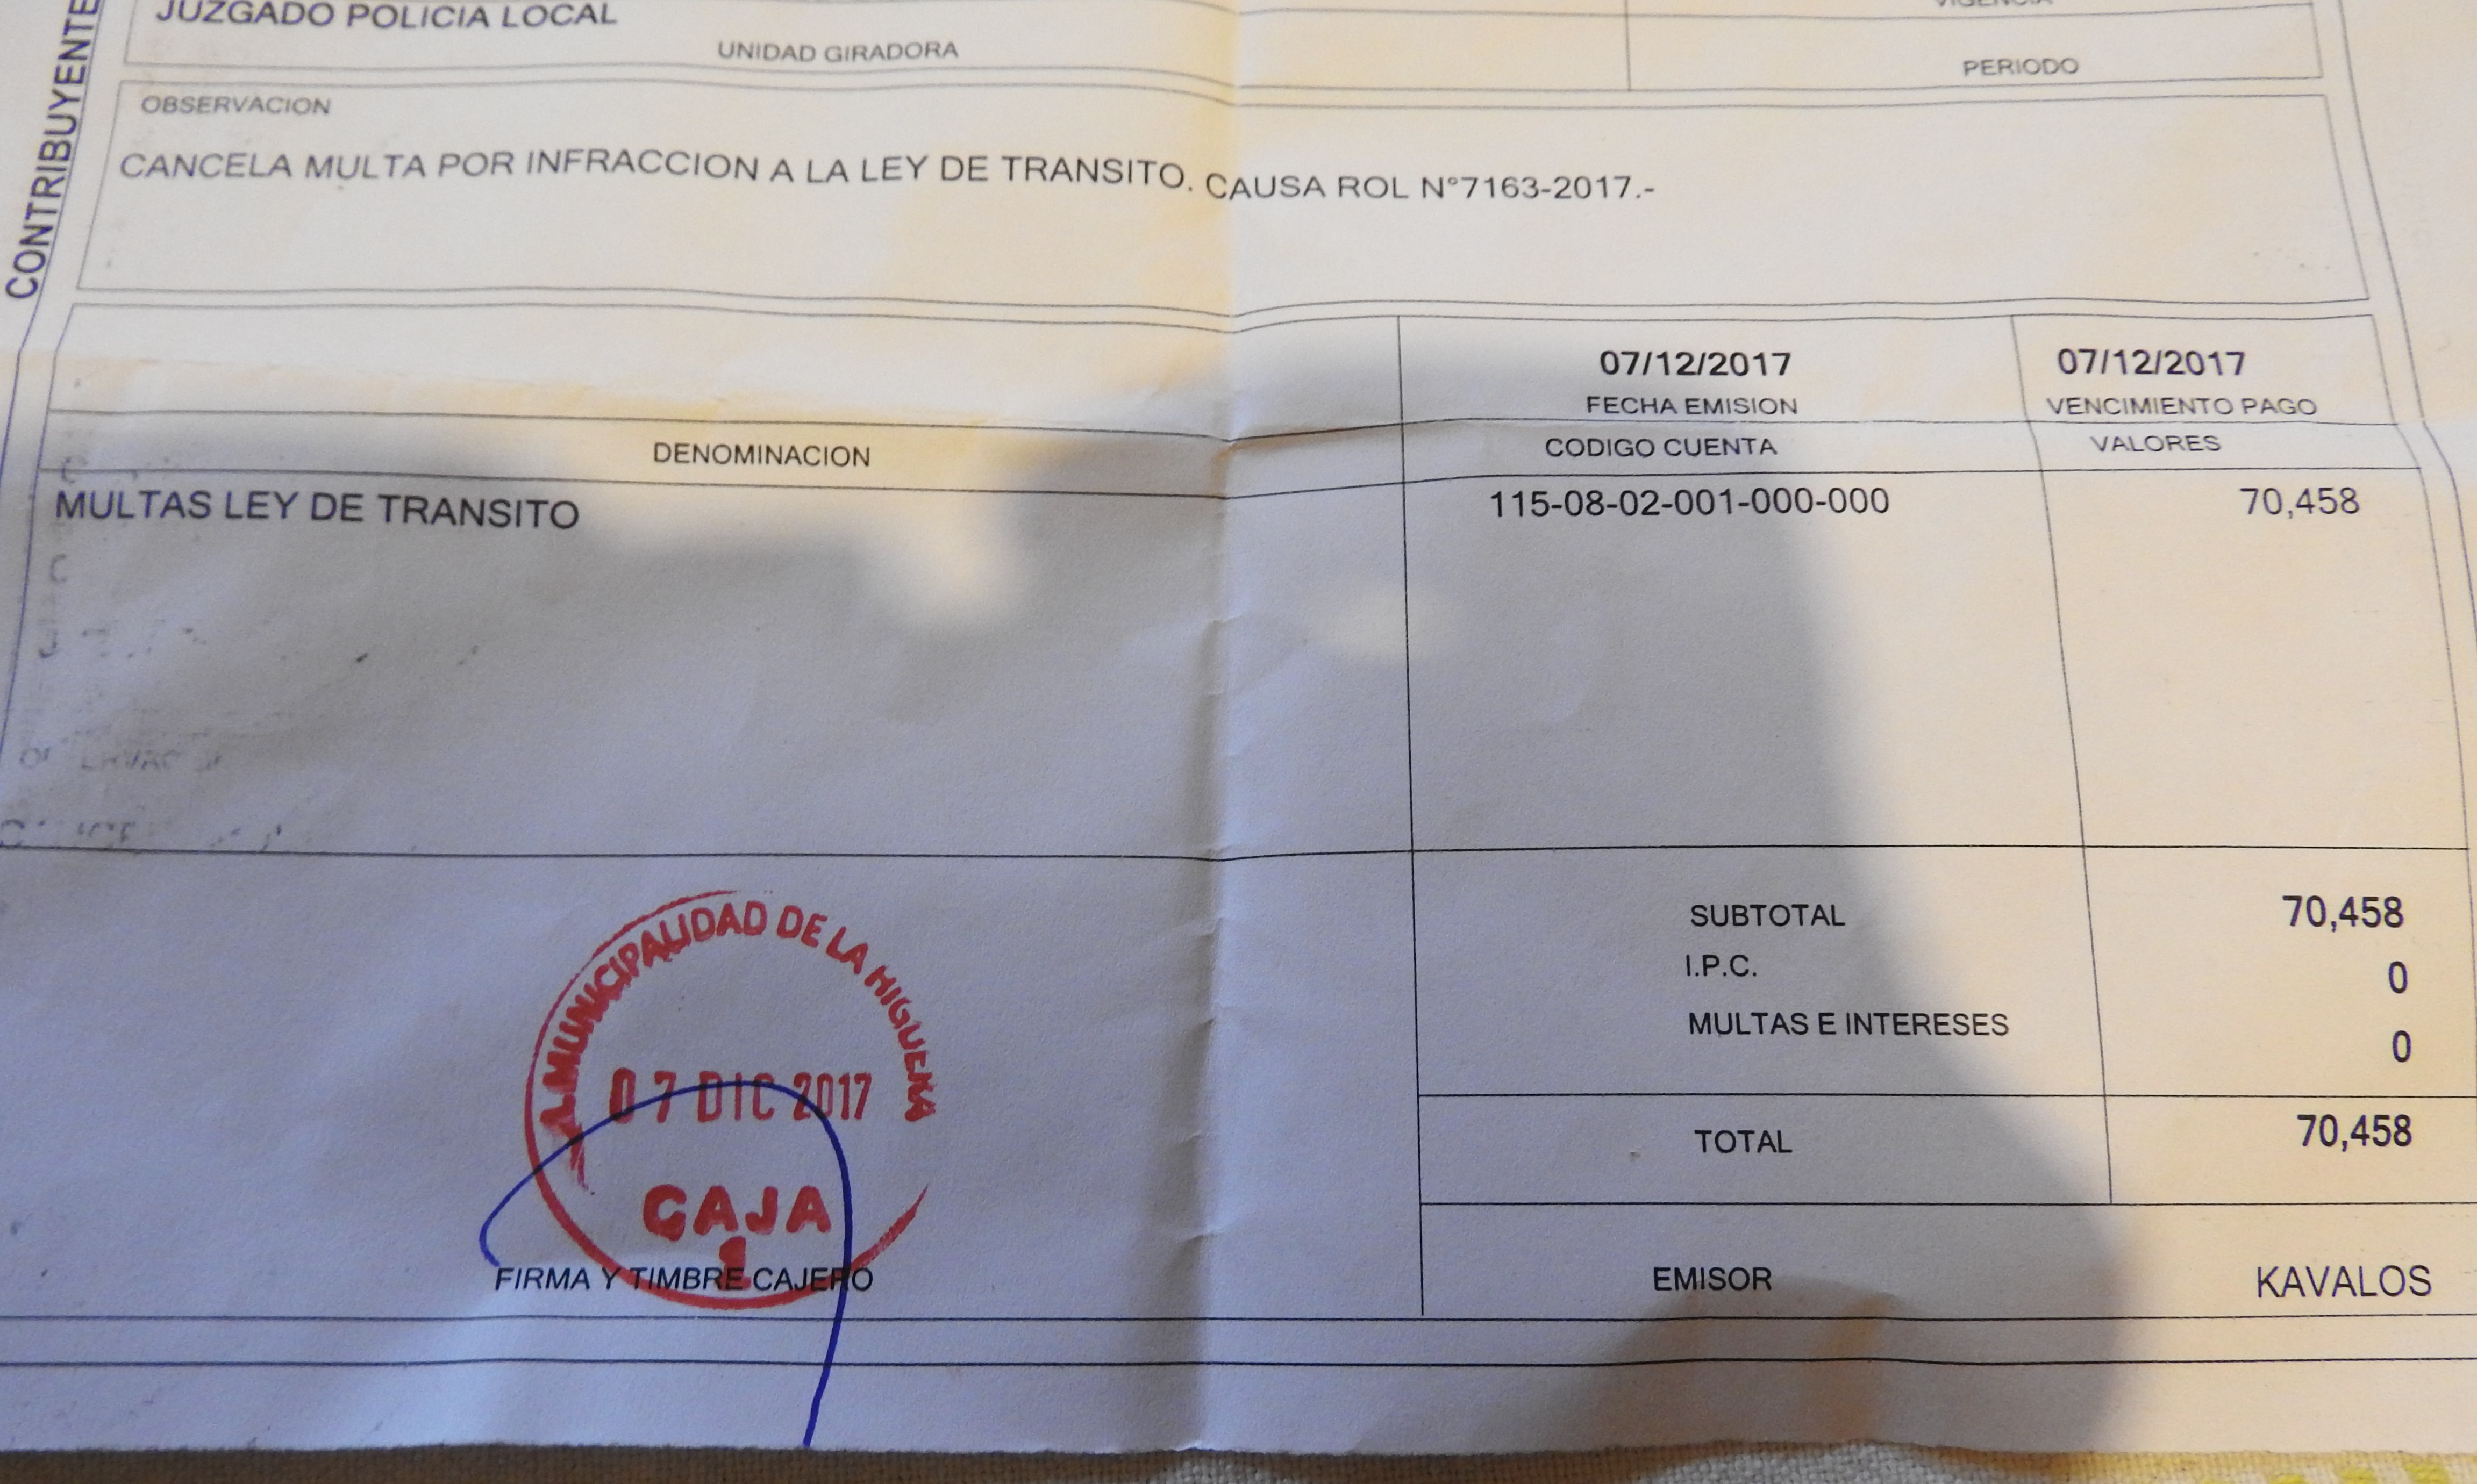 CONTRIBUYENTE
JUZGADO POLICIA LOCAL
UNIDAD GIRADORA
VIGENCIA
PERIODO
OBSERVACION
CANCELA MULTA POR INFRACCION A LA LEY DE TRANSITO. CAUSA ROL N°7163-2017.-
07/12/2017 07/12/2017
FECHA EMISION VENCIMIENTO PAGO
DENOMINACION CODIGO CUENTA VALORES
MULTAS LEY DE TRANSITO 115-08-02-001-000-000 70,458
SUBTOTAL 70,458
I.P.C. 0
MULTAS E INTERESES 0
TOTAL 70,458
I. MUNICIPALIDAD DE LA HIGUERA
07 DIC 2017
CAJA
1
FIRMA Y TIMBRE CAJERO
EMISOR KAVALOS